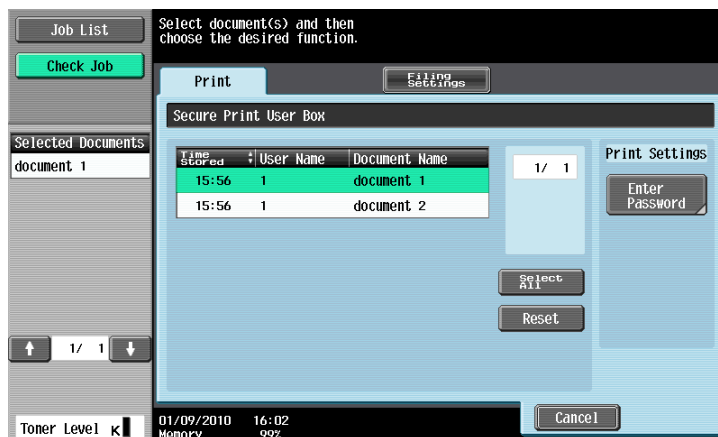 Job List
Check Job
Select document(s) and then
choose the desired function.
Print
Filing
Settings
Secure Print User Box
Selected Documents
document 1
Time
Stored
User Name
Document Name
15:56 1 document 1
15:56 1 document 2
1/ 1
Print Settings
Enter
Password
Select
All
Reset
1/ 1
Toner Level K
01/09/2010 16:02
Memory 99%
Cancel